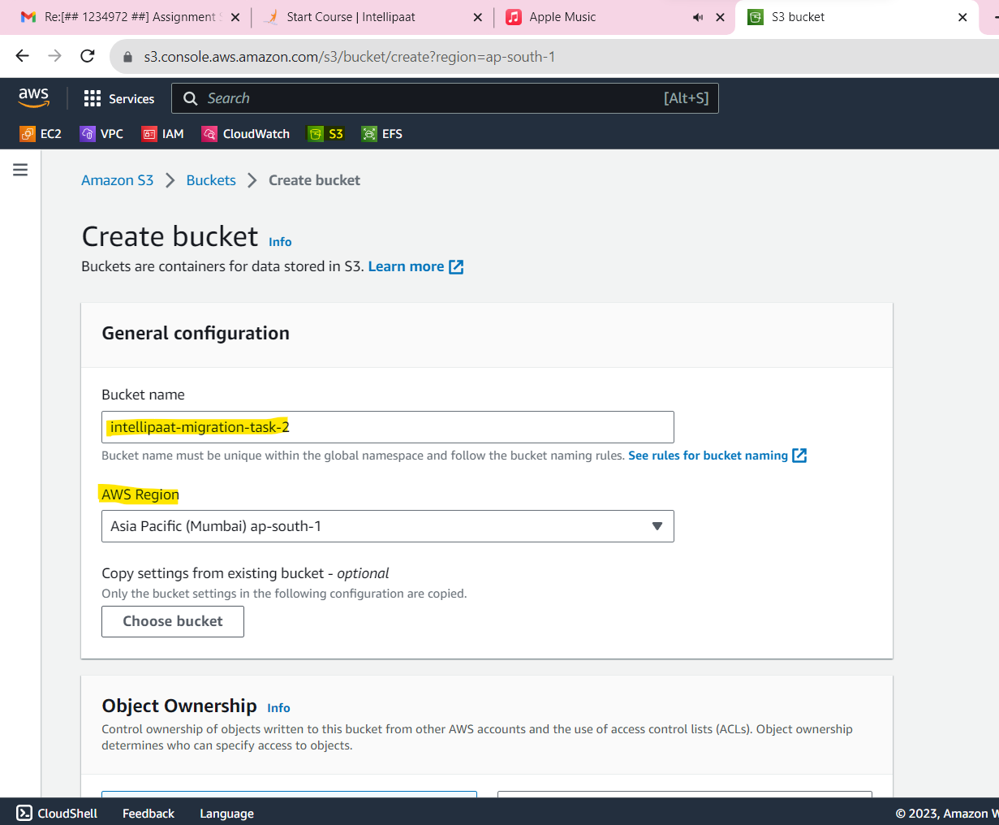 Re:[## 1234972 ##] Assignment
Start Course | Intellipaat
Apple Music
S3 bucket
s3.console.aws.amazon.com/s3/bucket/create?region=ap-south-1
aws
Services
Search
[Alt+S]
EC2
VPC
IAM
CloudWatch
S3
EFS
Amazon S3
Buckets
Create bucket
Create bucket Info
Buckets are containers for data stored in S3. Learn more
General configuration
Bucket name
intellipaat-migration-task-2
Bucket name must be unique within the global namespace and follow the bucket naming rules. See rules for bucket naming
AWS Region
Asia Pacific (Mumbai) ap-south-1
Copy settings from existing bucket - optional
Only the bucket settings in the following configuration are copied.
Choose bucket
Object Ownership Info
Control ownership of objects written to this bucket from other AWS accounts and the use of access control lists (ACLs). Object ownership
determines who can specify access to objects.
CloudShell
Feedback
Language
© 2023, Amazon W